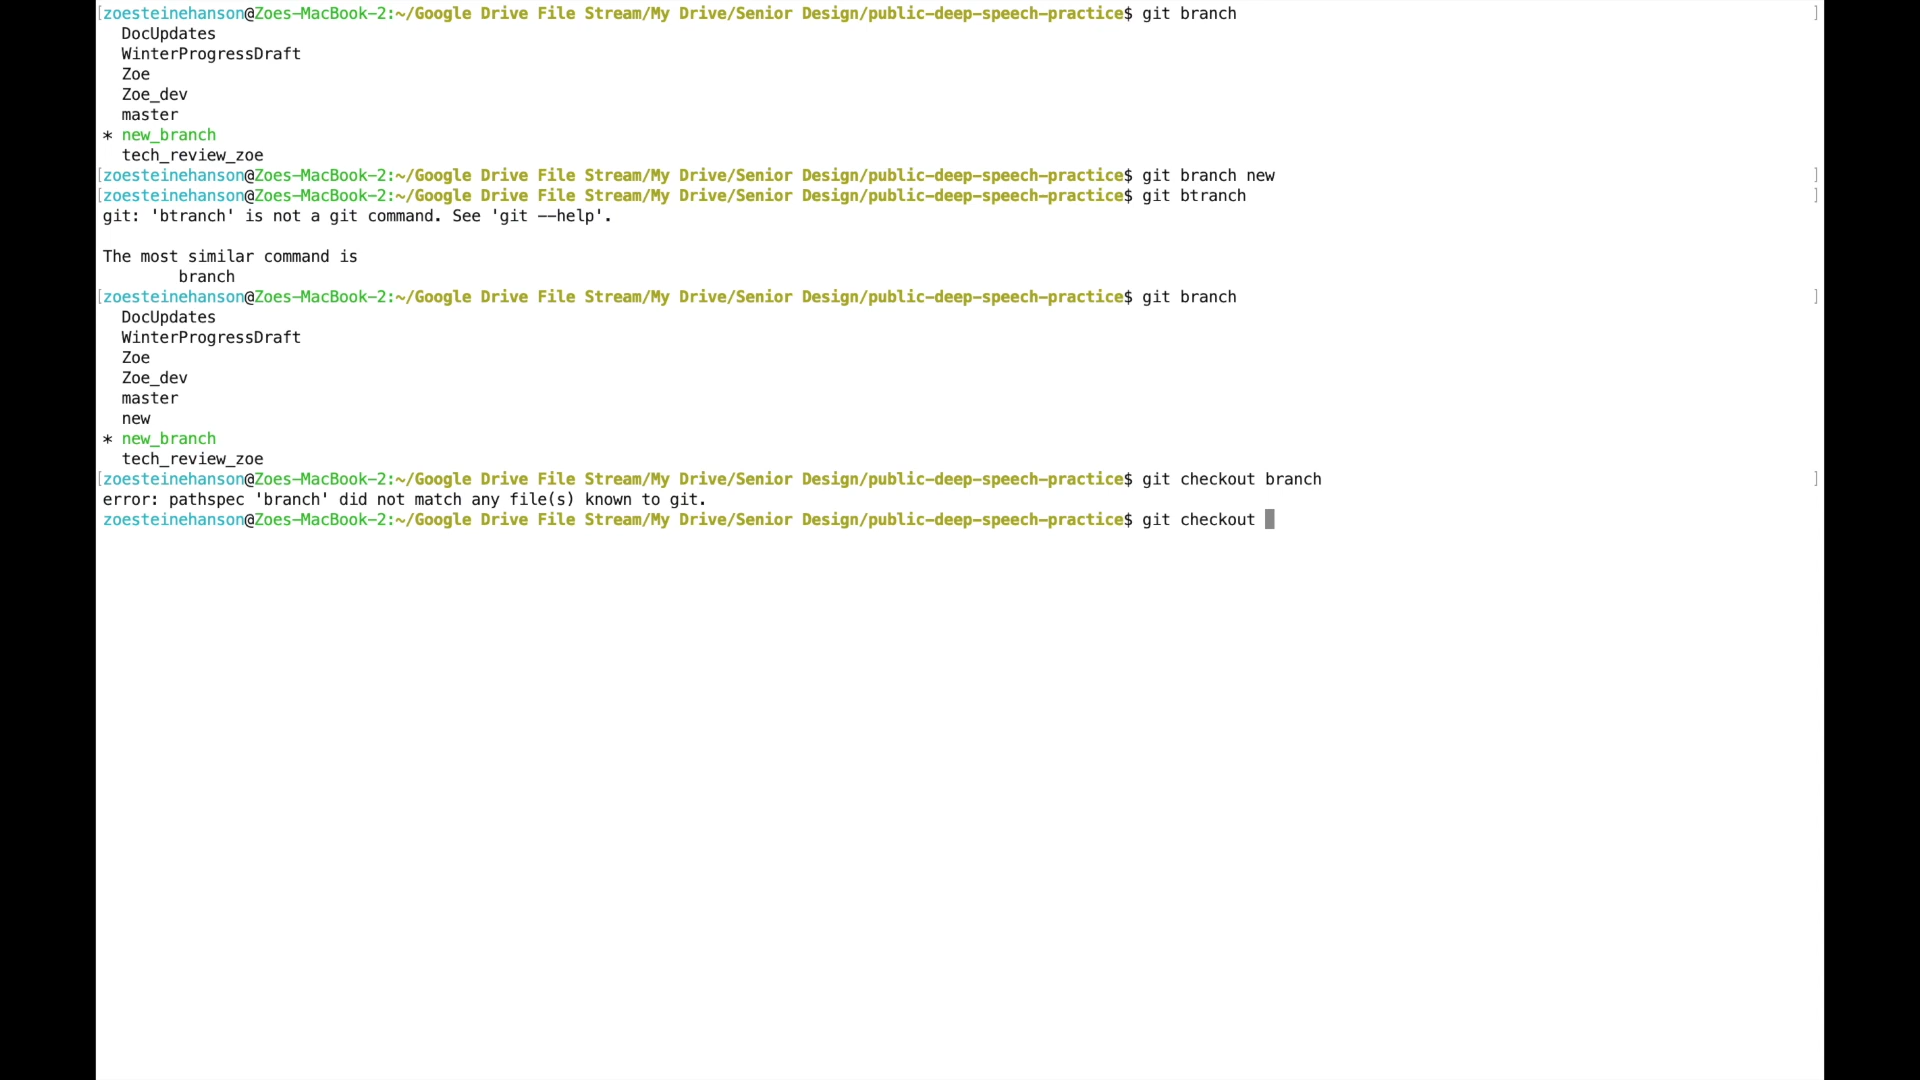 [zoesteinehanson@Zoes-MacBook-2:~/Google Drive File Stream/My Drive/Senior Design/public-deep-speech-practice$ git branch ]
DocUpdates
WinterProgressDraft
Zoe
Zoe_dev
master
* new_branch
tech_review_zoe
[zoesteinehanson@Zoes-MacBook-2:~/Google Drive File Stream/My Drive/Senior Design/public-deep-speech-practice$ git branch new ]
[zoesteinehanson@Zoes-MacBook-2:~/Google Drive File Stream/My Drive/Senior Design/public-deep-speech-practice$ git btranch ]
git: 'btranch' is not a git command. See 'git --help'.
The most similar command is
branch
[zoesteinehanson@Zoes-MacBook-2:~/Google Drive File Stream/My Drive/Senior Design/public-deep-speech-practice$ git branch ]
DocUpdates
WinterProgressDraft
Zoe
Zoe_dev
master
new
* new_branch
tech_review_zoe
[zoesteinehanson@Zoes-MacBook-2:~/Google Drive File Stream/My Drive/Senior Design/public-deep-speech-practice$ git checkout branch ]
error: pathspec 'branch' did not match any file(s) known to git.
zoesteinehanson@Zoes-MacBook-2:~/Google Drive File Stream/My Drive/Senior Design/public-deep-speech-practice$ git checkout